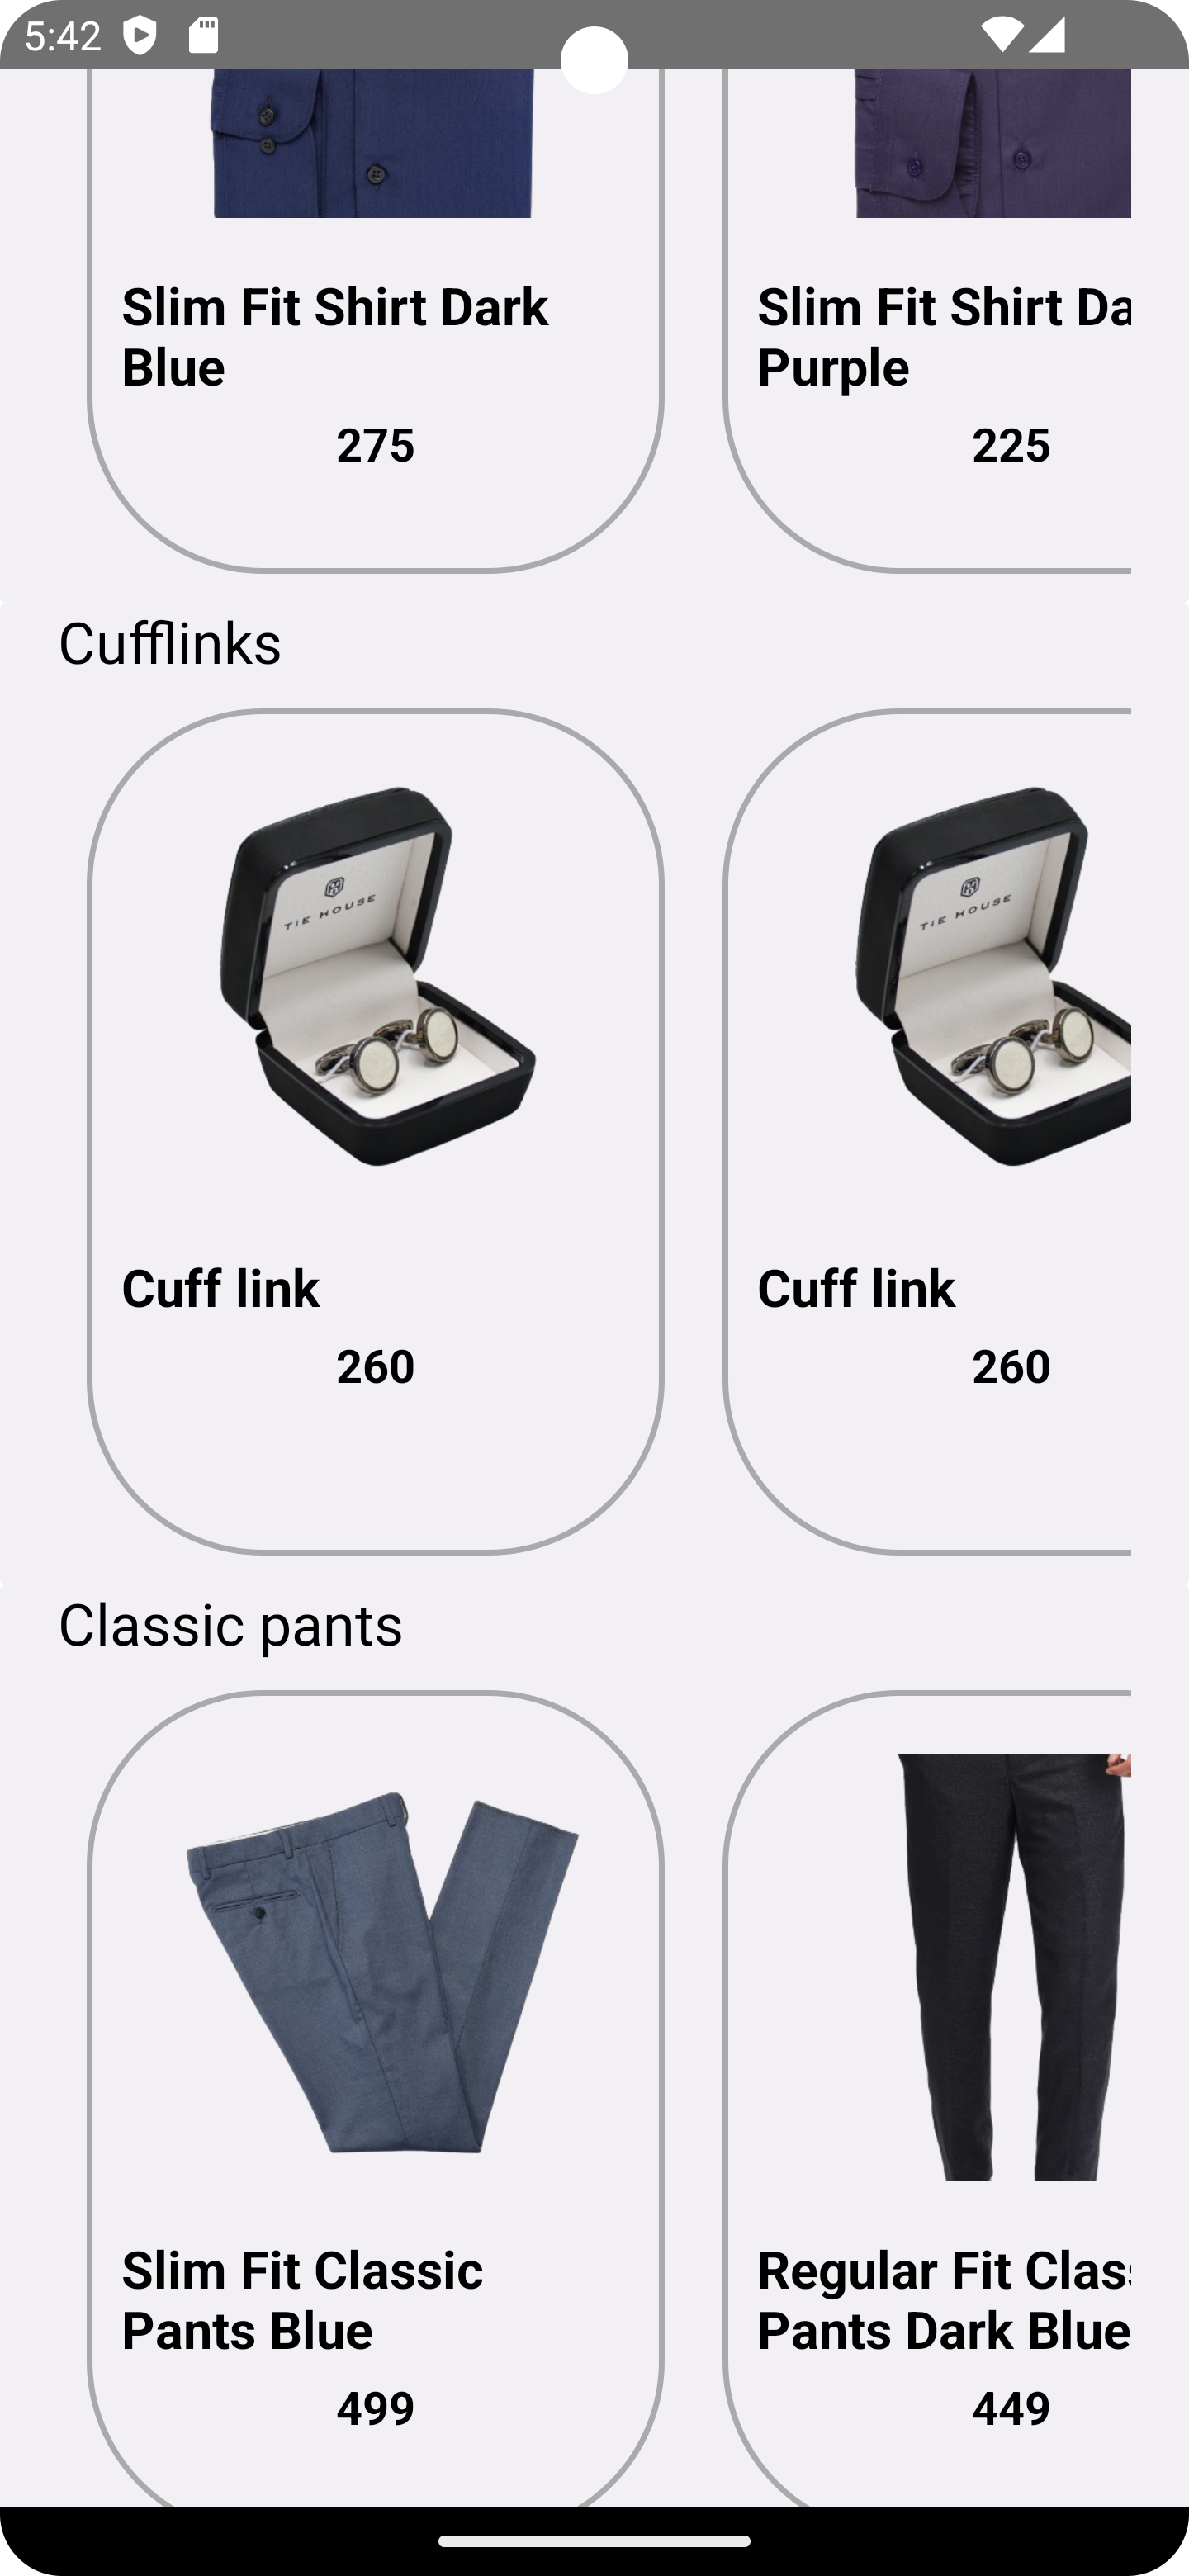 5:42
Slim Fit Shirt Dark
Blue
275
Slim Fit Shirt Da
Purple
225
Cufflinks
TiE HOUSE
Cuff link
260
TiE HOUSE
Cuff link
260
Classic pants
Slim Fit Classic
Pants Blue
499
Regular Fit Clas
Pants Dark Blue
449